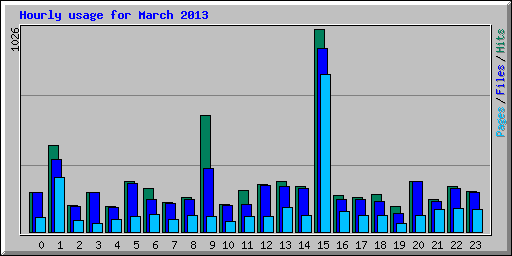 Hourly usage for March 2013
1026
Pages/Files/Hits
0 1 2 3 4 5 6 7 8 9 10 11 12 13 14 15 16 17 18 19 20 21 22 23